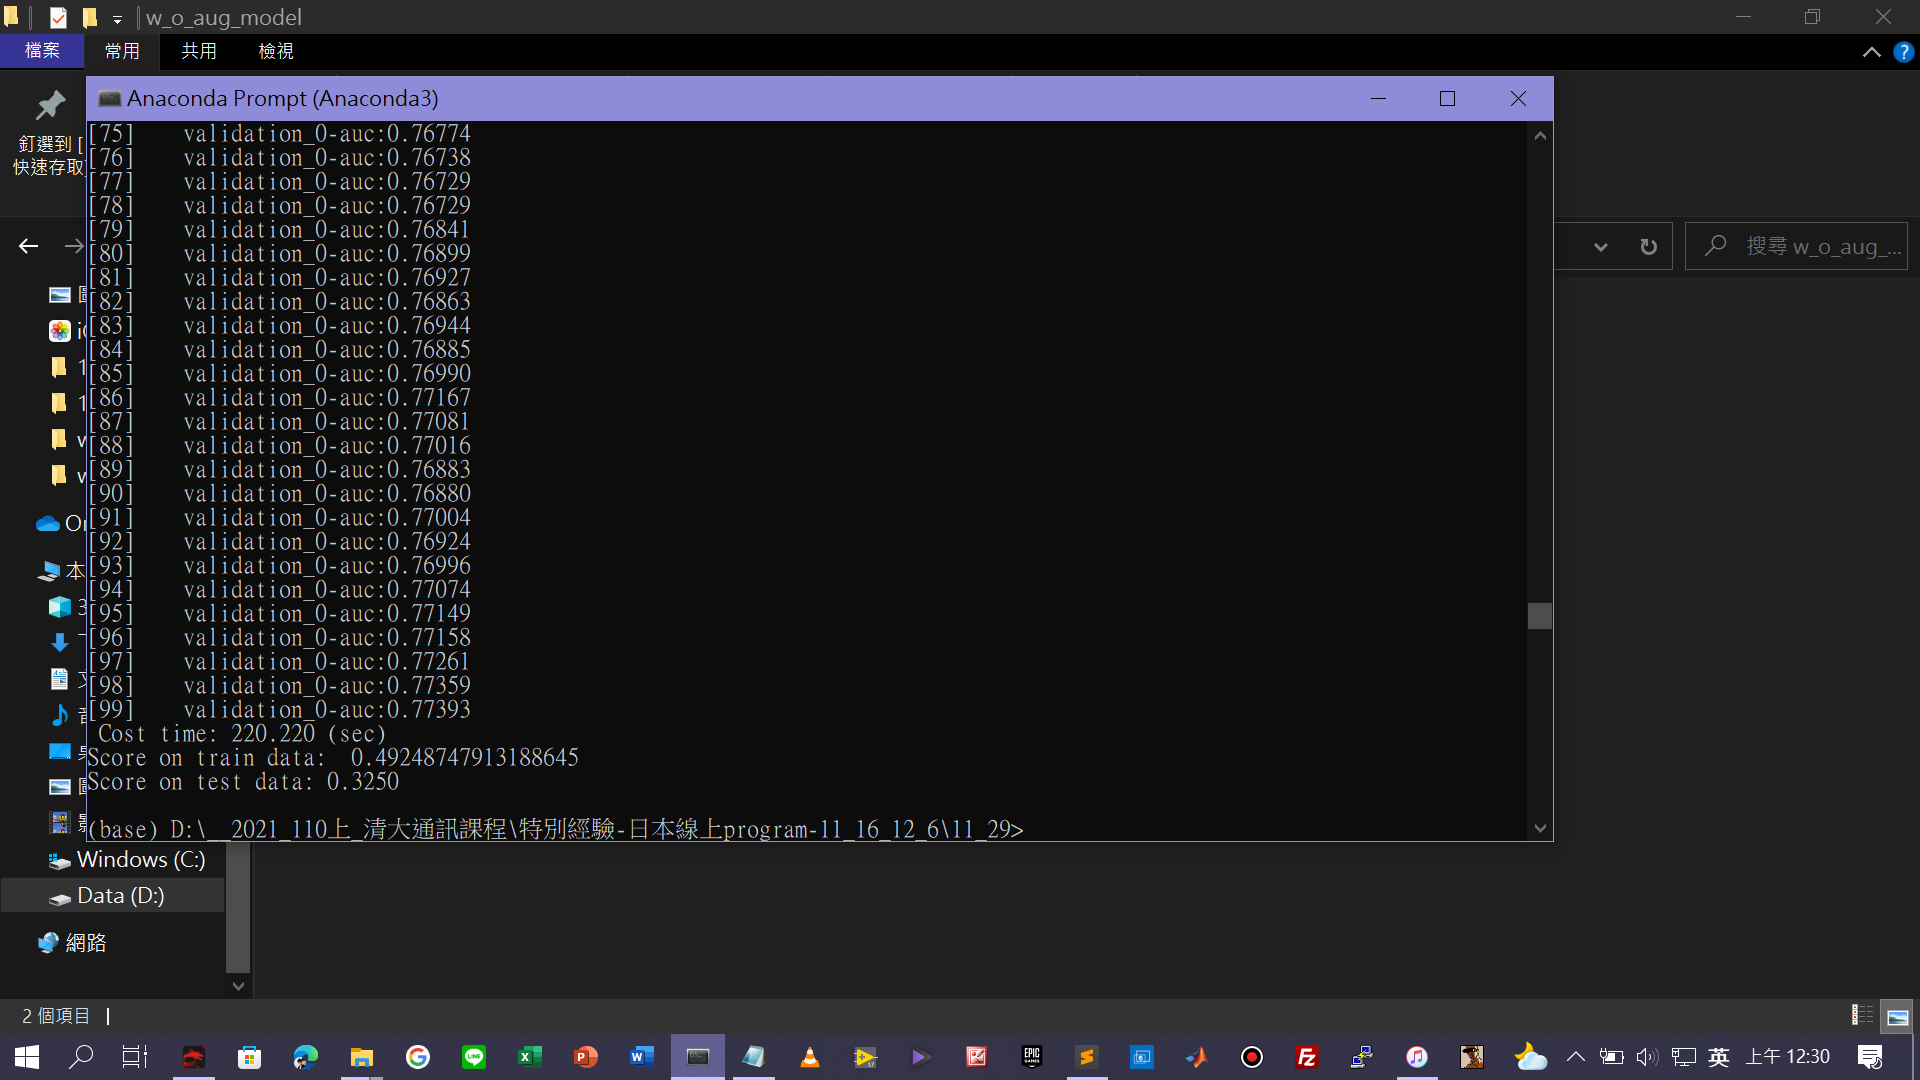 w_o_aug_model
檔案 常用 共用 檢視
Anaconda Prompt (Anaconda3)
釘選到 [
快速存取
搜尋 w_o_aug_...
[75] validation_0-auc:0.76774
[76] validation_0-auc:0.76738
[77] validation_0-auc:0.76729
[78] validation_0-auc:0.76729
[79] validation_0-auc:0.76841
[80] validation_0-auc:0.76899
[81] validation_0-auc:0.76927
[82] validation_0-auc:0.76863
[83] validation_0-auc:0.76944
[84] validation_0-auc:0.76885
[85] validation_0-auc:0.76990
[86] validation_0-auc:0.77167
[87] validation_0-auc:0.77081
[88] validation_0-auc:0.77016
[89] validation_0-auc:0.76883
[90] validation_0-auc:0.76880
[91] validation_0-auc:0.77004
[92] validation_0-auc:0.76924
[93] validation_0-auc:0.76996
[94] validation_0-auc:0.77074
[95] validation_0-auc:0.77149
[96] validation_0-auc:0.77158
[97] validation_0-auc:0.77261
[98] validation_0-auc:0.77359
[99] validation_0-auc:0.77393
Cost time: 220.220 (sec)
Score on train data: 0.49248747913188645
Score on test data: 0.3250
(base) D:\__2021_110上_清大通訊課程\特別經驗-日本線上program-11_16_12_6\11_29>
本
Windows (C:)
Data (D:)
網路
2 個項目
英 上午 12:30